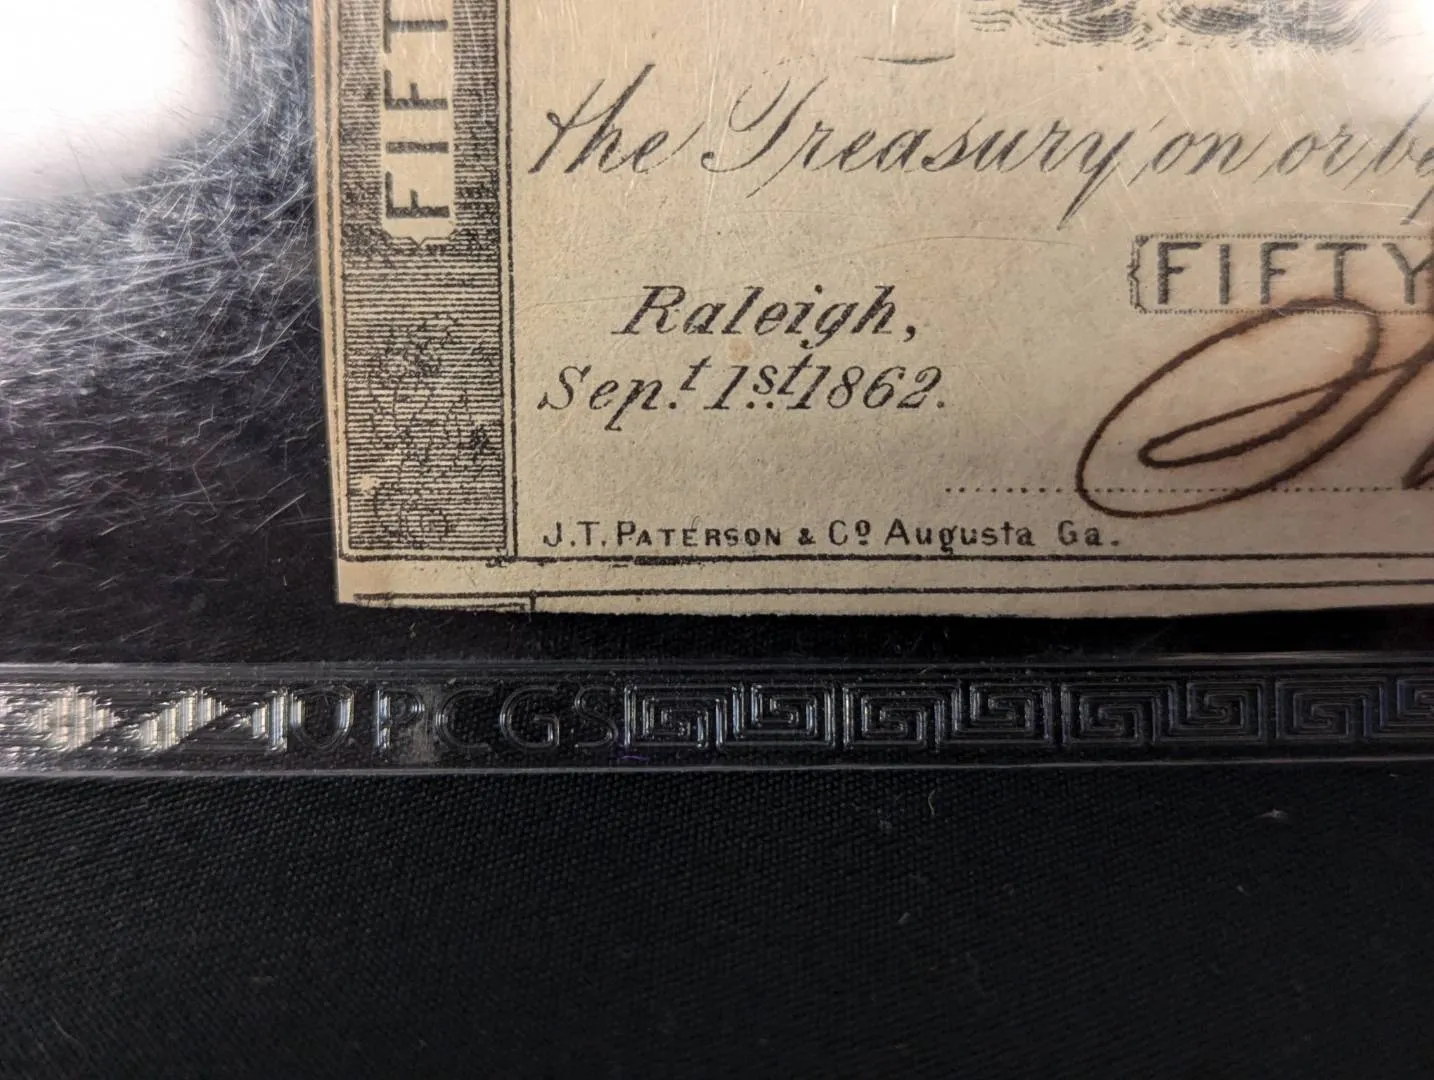 FIFT
the Treasury on or be
FIFTY
Raleigh,
Sep.t 1st. 1862.
J.T. PATERSON & Cº Augusta Ga.
PCGS